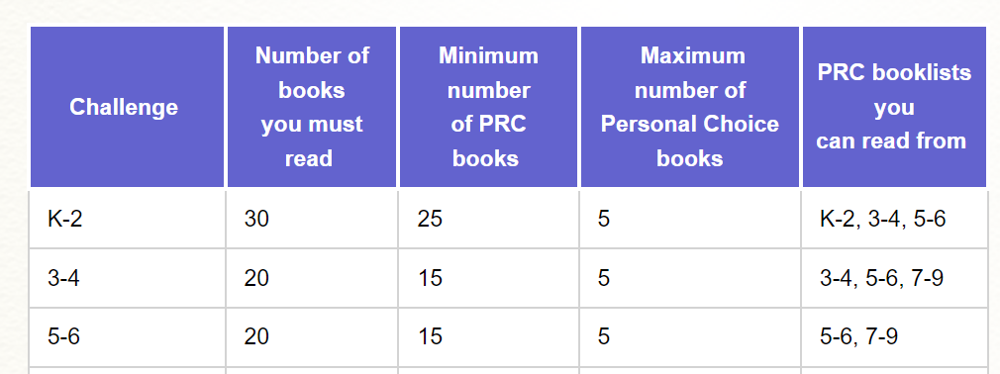 Challenge
Number of
books
you must
read
Minimum
number
of PRC
books
Maximum
number of
Personal Choice
books
PRC booklists
you
can read from
K-2 30 25 5 K-2, 3-4, 5-6
3-4 20 15 5 3-4, 5-6, 7-9
5-6 20 15 5 5-6, 7-9